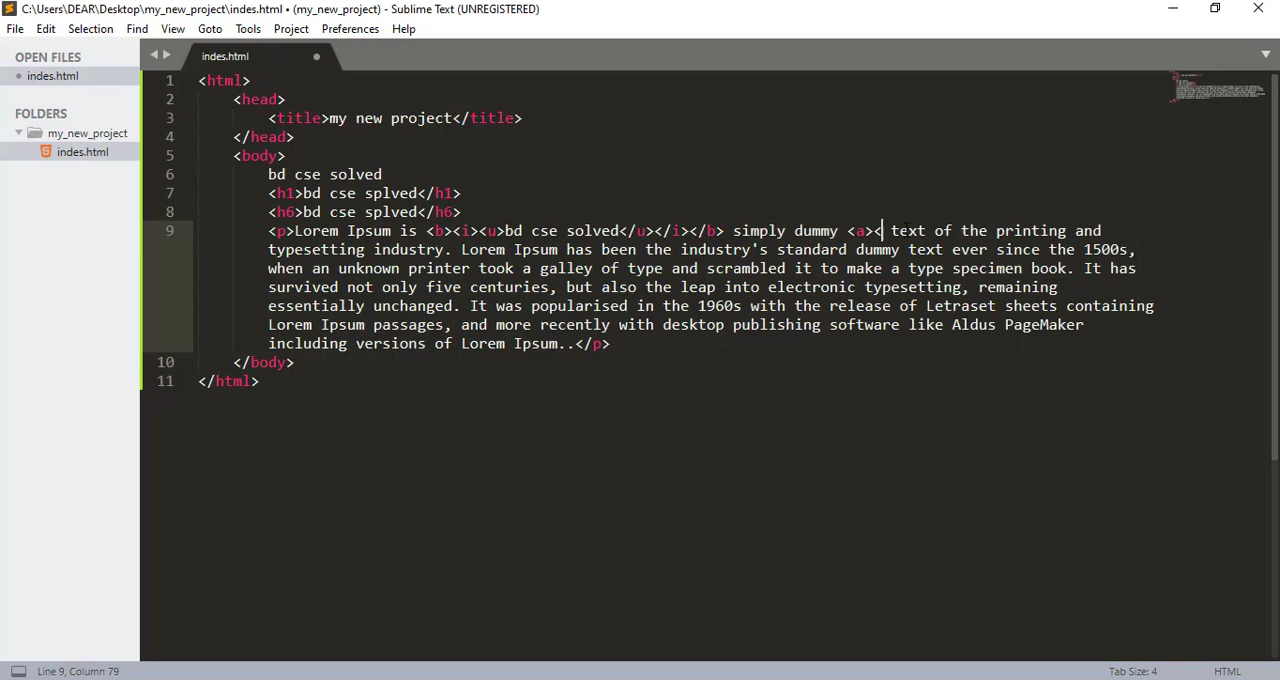 C:\Users\DEAR\Desktop\my_new_project\indes.html • (my_new_project) - Sublime Text (UNREGISTERED)
File Edit Selection Find View Goto Tools Project Preferences Help
OPEN FILES
indes.html
FOLDERS
my_new_project
indes.html
indes.html
1 <html>
2 <head>
3 <title>my new project</title>
4 </head>
5 <body>
6 bd cse solved
7 <h1>bd cse splved</h1>
8 <h6>bd cse splved</h6>
9 <p>Lorem Ipsum is <b><i><u>bd cse solved</u></i></b> simply dummy <a>< text of the printing and
typesetting industry. Lorem Ipsum has been the industry's standard dummy text ever since the 1500s,
when an unknown printer took a galley of type and scrambled it to make a type specimen book. It has
survived not only five centuries, but also the leap into electronic typesetting, remaining
essentially unchanged. It was popularised in the 1960s with the release of Letraset sheets containing
Lorem Ipsum passages, and more recently with desktop publishing software like Aldus PageMaker
including versions of Lorem Ipsum..</p>
10 </body>
11 </html>
Line 9, Column 79
Tab Size: 4
HTML